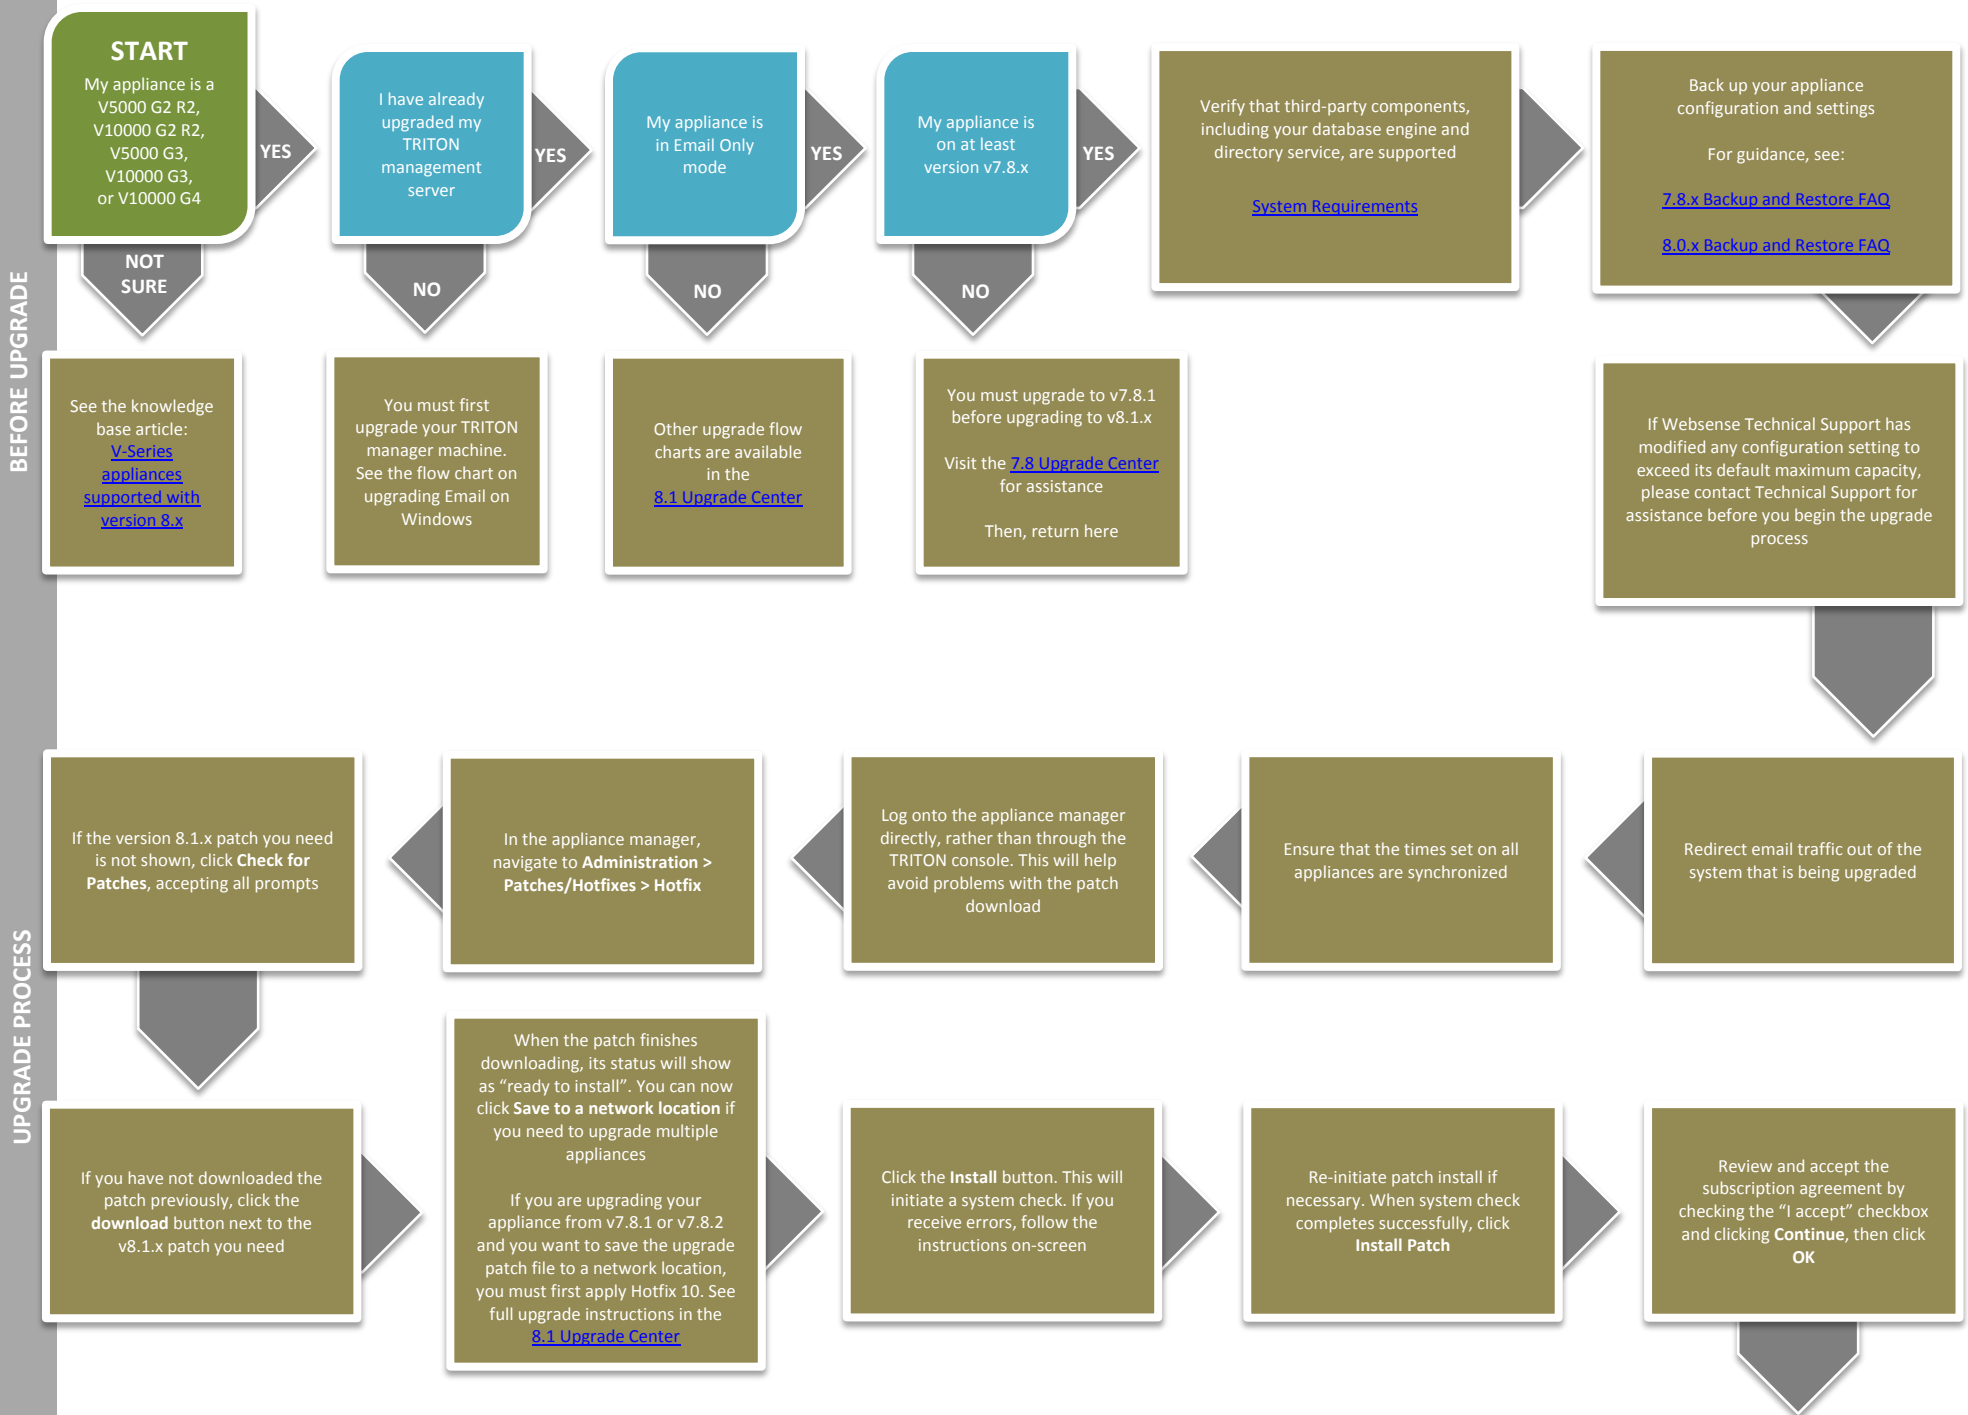 BEFORE UPGRADE
START
My appliance is a
V5000 G2 R2,
V10000 G2 R2,
V5000 G3,
V10000 G3,
or V10000 G4
YES
NOT
SURE
I have already
upgraded my
TRITON
management
server
YES
NO
My appliance is
in Email Only
mode
YES
NO
My appliance is
on at least
version v7.8.x
YES
NO
Verify that third-party components,
including your database engine and
directory service, are supported
System Requirements
Back up your appliance
configuration and settings
For guidance, see:
7.8.x Backup and Restore FAQ
8.0.x Backup and Restore FAQ
See the knowledge
base article:
V-Series
appliances
supported with
version 8.x
You must first
upgrade your TRITON
manager machine.
See the flow chart on
upgrading Email on
Windows
Other upgrade flow
charts are available
in the
8.1 Upgrade Center
You must upgrade to v7.8.1
before upgrading to v8.1.x
Visit the 7.8 Upgrade Center
for assistance
Then, return here
If Websense Technical Support has
modified any configuration setting to
exceed its default maximum capacity,
please contact Technical Support for
assistance before you begin the upgrade
process
UPGRADE PROCESS
Redirect email traffic out of the
system that is being upgraded
Ensure that the times set on all
appliances are synchronized
Log onto the appliance manager
directly, rather than through the
TRITON console. This will help
avoid problems with the patch
download
In the appliance manager,
navigate to Administration >
Patches/Hotfixes > Hotfix
If the version 8.1.x patch you need
is not shown, click Check for
Patches, accepting all prompts
If you have not downloaded the
patch previously, click the
download button next to the
v8.1.x patch you need
When the patch finishes
downloading, its status will show
as “ready to install”. You can now
click Save to a network location if
you need to upgrade multiple
appliances
If you are upgrading your
appliance from v7.8.1 or v7.8.2
and you want to save the upgrade
patch file to a network location,
you must first apply Hotfix 10. See
full upgrade instructions in the
8.1 Upgrade Center
Click the Install button. This will
initiate a system check. If you
receive errors, follow the
instructions on-screen
Re-initiate patch install if
necessary. When system check
completes successfully, click
Install Patch
Review and accept the
subscription agreement by
checking the “I accept” checkbox
and clicking Continue, then click
OK